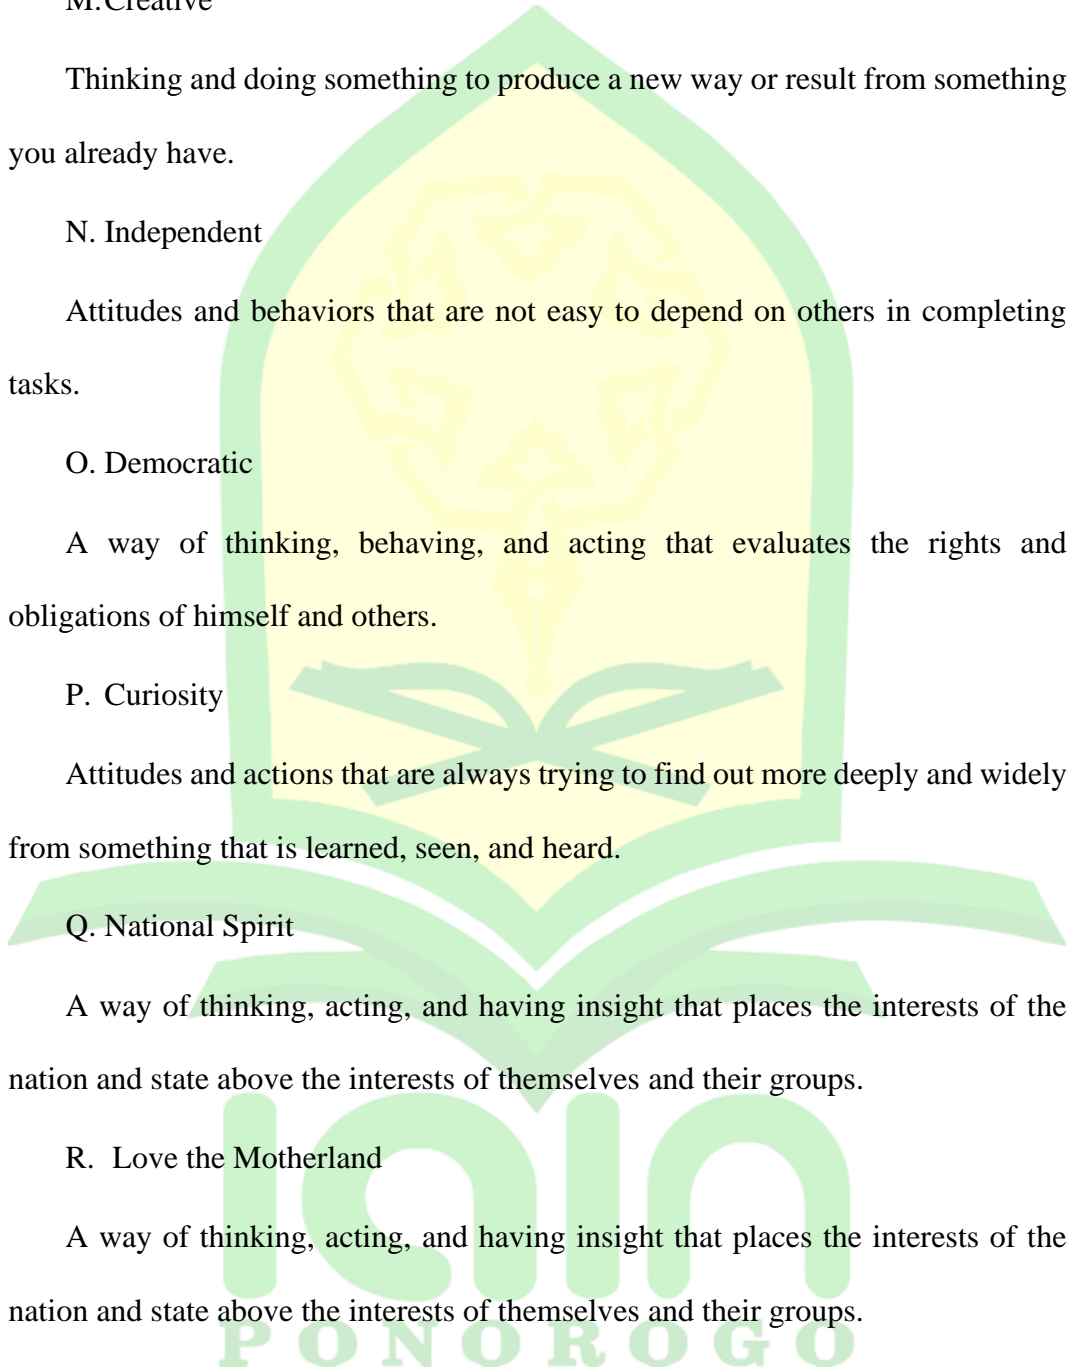 M. Creative
Thinking and doing something to produce a new way or result from something
you already have.
N. Independent
Attitudes and behaviors that are not easy to depend on others in completing
tasks.
O. Democratic
A way of thinking, behaving, and acting that evaluates the rights and
obligations of himself and others.
P. Curiosity
Attitudes and actions that are always trying to find out more deeply and widely
from something that is learned, seen, and heard.
Q. National Spirit
A way of thinking, acting, and having insight that places the interests of the
nation and state above the interests of themselves and their groups.
R. Love the Motherland
A way of thinking, acting, and having insight that places the interests of the
nation and state above the interests of themselves and their groups.
iain
PONOROGO